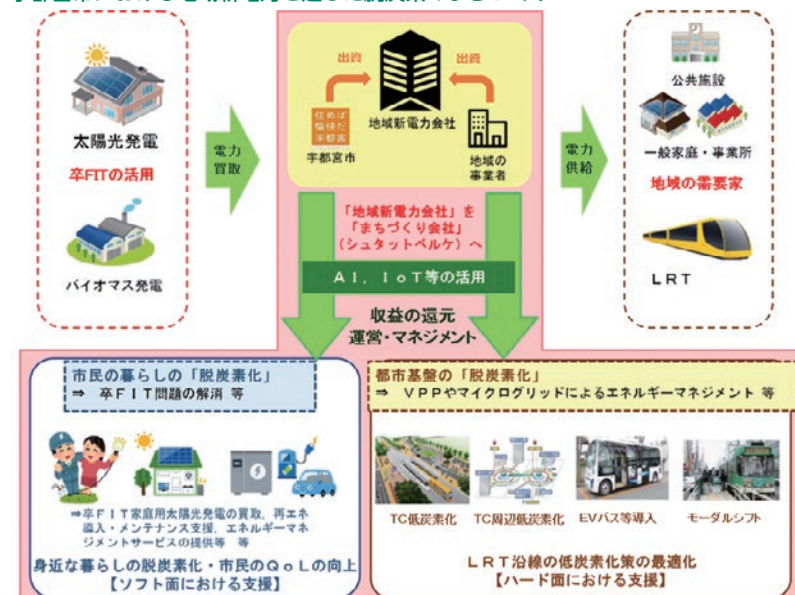 太陽光発電
卒FITの活用
バイオマス発電
電力
買取
出資
出資
地域新電力会社
住めば
愉快だ
宇都宮
宇都宮市
地域の
事業者
電力
供給
公共施設
一般家庭・事業所
地域の需要家
LRT
「地域新電力会社」を
「まちづくり会社」
(シュタットベルケ)へ
AI,IoT等の活用
収益の還元
運営・マネジメント
市民の暮らしの「脱炭素化」
⇒ 卒FIT問題の解消 等
⇒卒FIT家庭用太陽光発電の買取、再エネ
導入・メンテナンス支援、エネルギーマネ
ジメントサービスの提供等 等
身近な暮らしの脱炭素化・市民のQoLの向上
【ソフト面における支援】
都市基盤の「脱炭素化」
⇒ VPPやマイクログリッドによるエネルギーマネジメント 等
TC低炭素化
TC周辺低炭素化
EVバス等導入
モーダルシフト
LRT沿線の低炭素化策の最適化
【ハード面における支援】